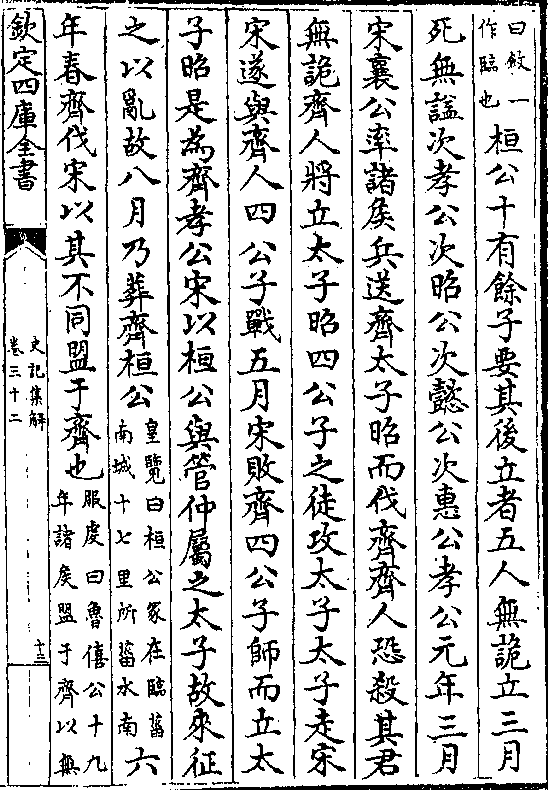 曰斂一
作臨也
桓公十有餘子要其後立者五人無詭立三月
死無諡次孝公次昭公次懿公次惠公孝公元年三月
宋襄公率諸侯兵送齊太子昭而伐齊齊人恐殺其君
無詭齊人將立太子昭四公子之徒攻太子太子走宋
宋遂與齊人四公子戰五月宋敗齊四公子師而立太
子昭是為齊孝公宋以桓公與管仲屬之太子故來征
之以亂故八月乃葬齊桓公
皇覽曰桓公冢在臨菑
南城十七里所菑水南
六
年春齊伐宋以其不同盟于齊也
服虔曰魯僖公十九
年諸侯盟于齊以無
欽定四庫全書
史記集解
卷三十二
十三